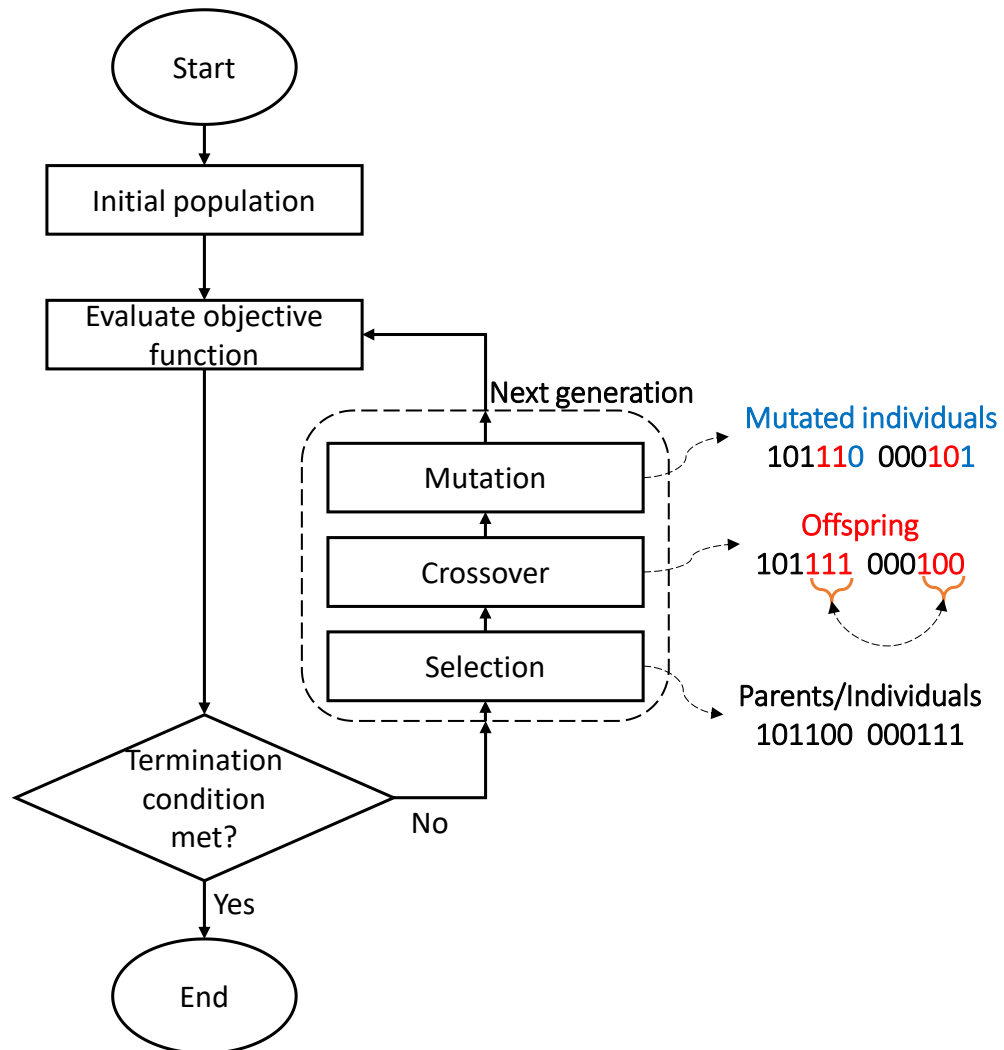 Start
Initial population
Evaluate objective
function
Next generation
Mutation
Crossover
Selection
Mutated individuals
101110 000101
Offspring
101111 000100
Parents/Individuals
101100 000111
Termination
condition
met?
No
Yes
End